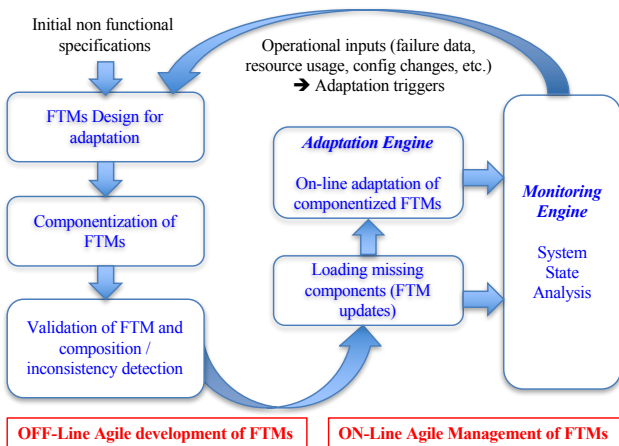 Initial non functional
specifications
Operational inputs (failure data,
resource usage, config changes, etc.)
➔ Adaptation triggers
FTMs Design for
adaptation
Componentization of
FTMs
Validation of FTM and
composition /
inconsistency detection
Adaptation Engine
On-line adaptation of
componentized FTMs
Loading missing
components (FTM
updates)
Monitoring
Engine
System
State
Analysis
OFF-Line Agile development of FTMs
ON-Line Agile Management of FTMs